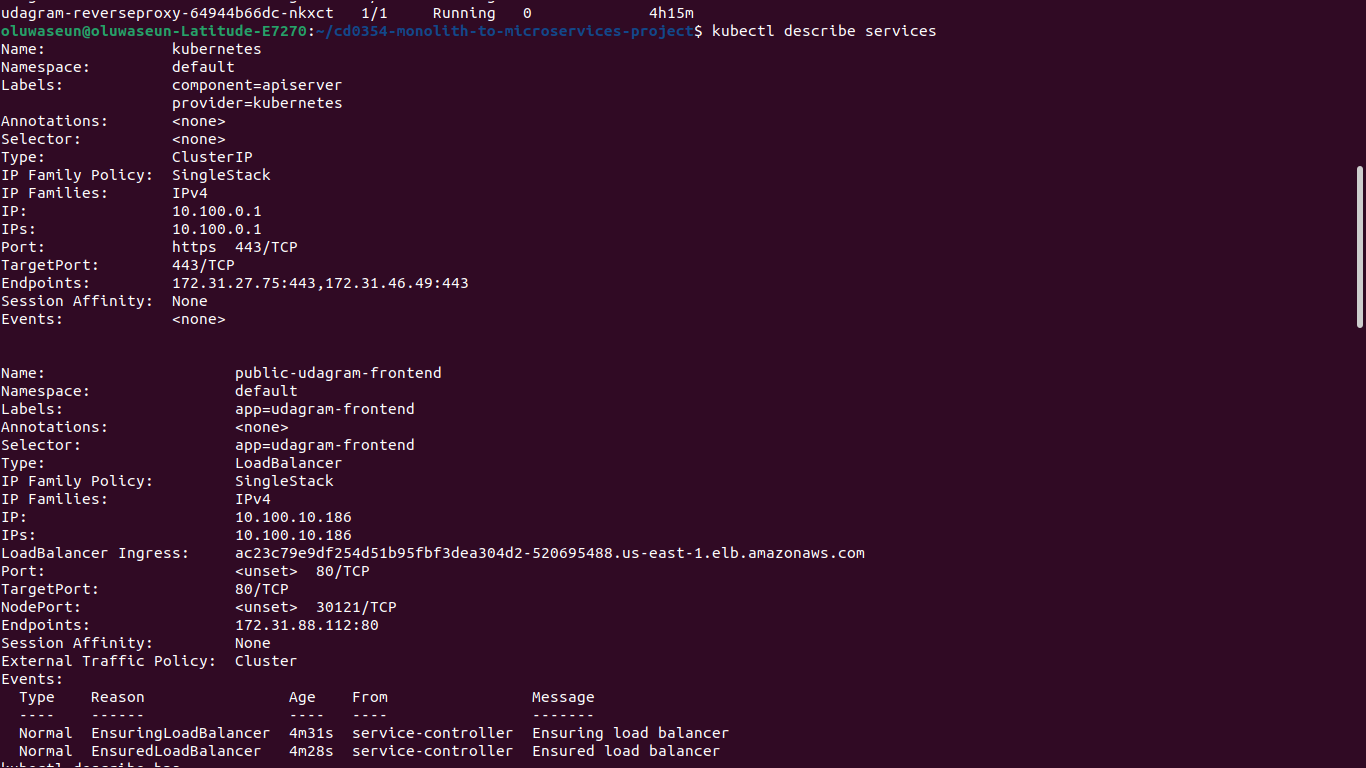 udagram-reverseproxy-64944b66dc-nkxct   1/1     Running   0             4h15m
oluwaseun@oluwaseun-Latitude-E7270:~/cd0354-monolith-to-microservices-project$ kubectl describe services
Name:              kubernetes
Namespace:         default
Labels:            component=apiserver
                   provider=kubernetes
Annotations:       <none>
Selector:          <none>
Type:              ClusterIP
IP Family Policy:  SingleStack
IP Families:       IPv4
IP:                10.100.0.1
IPs:               10.100.0.1
Port:              https  443/TCP
TargetPort:        443/TCP
Endpoints:         172.31.27.75:443,172.31.46.49:443
Session Affinity:  None
Events:            <none>
Name:                     public-udagram-frontend
Namespace:                default
Labels:                   app=udagram-frontend
Annotations:              <none>
Selector:                 app=udagram-frontend
Type:                     LoadBalancer
IP Family Policy:         SingleStack
IP Families:              IPv4
IP:                       10.100.10.186
IPs:                      10.100.10.186
LoadBalancer Ingress:     ac23c79e9df254d51b95fbf3dea304d2-520695488.us-east-1.elb.amazonaws.com
Port:                     <unset>  80/TCP
TargetPort:               80/TCP
NodePort:                 <unset>  30121/TCP
Endpoints:                172.31.88.112:80
Session Affinity:         None
External Traffic Policy:  Cluster
Events:
  Type    Reason                Age    From                Message
  ----    ------                ----   ----                -------
  Normal  EnsuringLoadBalancer  4m31s  service-controller  Ensuring load balancer
  Normal  EnsuredLoadBalancer   4m28s  service-controller  Ensured load balancer
kubectl describe hpa